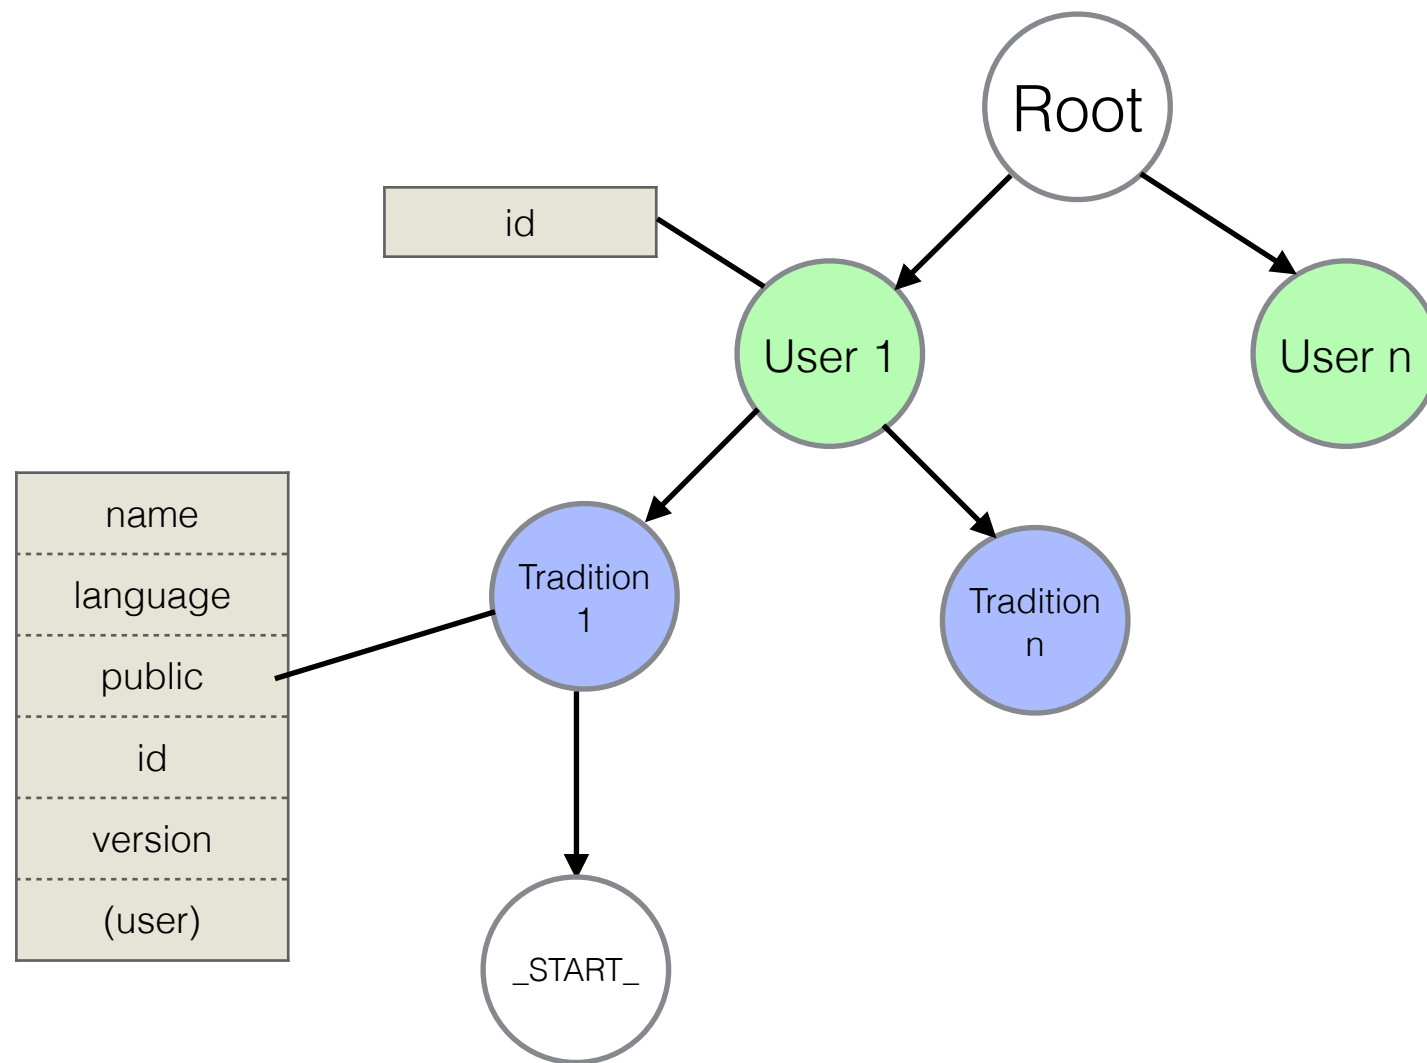 Root
id
User 1
User n
name
language
public
id
version
(user)
Tradition
1
Tradition
n
_START_